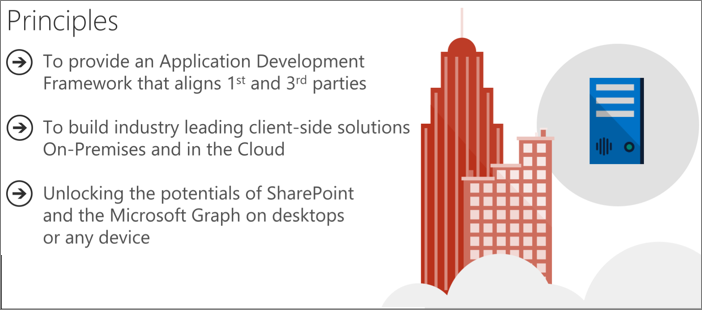 Principles
To provide an Application Development
Framework that aligns 1st and 3rd parties
To build industry leading client-side solutions
On-Premises and in the Cloud
Unlocking the potentials of SharePoint
and the Microsoft Graph on desktops
or any device